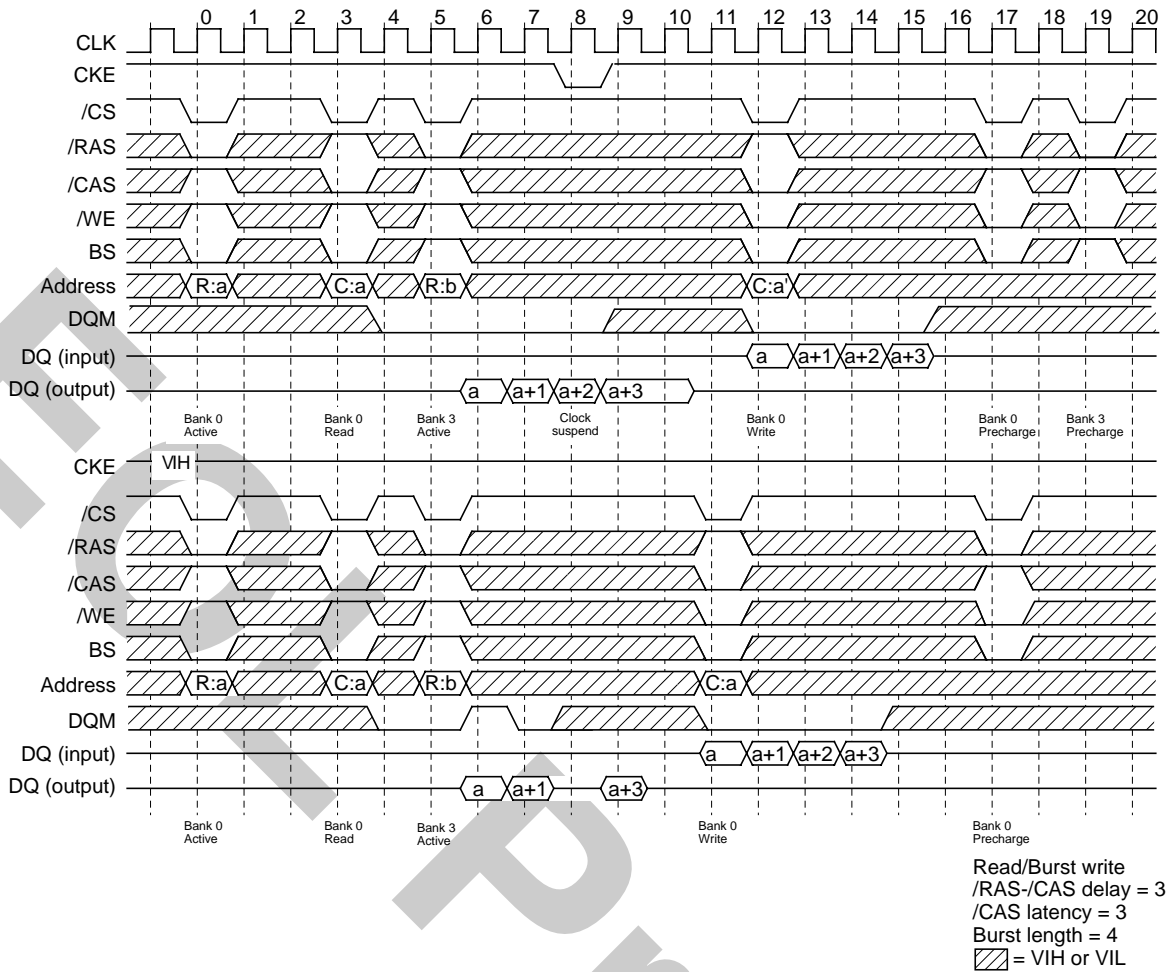 0 1 2 3 4 5 6 7 8 9 10 11 12 13 14 15 16 17 18 19 20
CLK
CKE
/CS
/RAS
/CAS
/WE
BS
Address R:a C:a R:b C:a'
DQM
DQ (input) a a+1 a+2 a+3
DQ (output) a a+1 a+2 a+3
Bank 0 Active
Bank 0 Read
Bank 3 Active
Clock suspend
Bank 0 Write
Bank 0 Precharge
Bank 3 Precharge
CKE VIH
/CS
/RAS
/CAS
/WE
BS
Address R:a C:a R:b C:a
DQM
DQ (input) a a+1 a+2 a+3
DQ (output) a a+1 a+3
Bank 0 Active
Bank 0 Read
Bank 3 Active
Bank 0 Write
Bank 0 Precharge
Read/Burst write
/RAS-/CAS delay = 3
/CAS latency = 3
Burst length = 4
= VIH or VIL